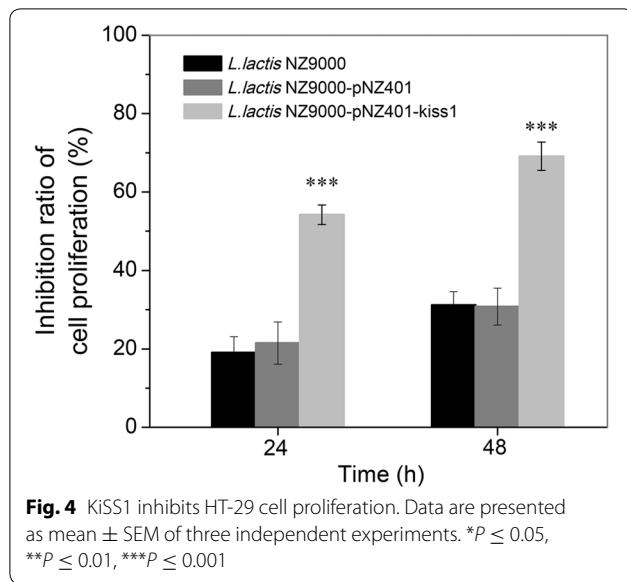 100
80
60
40
20
0
Inhibition ratio of
cell proliferation (%)
L.lactis NZ9000
L.lactis NZ9000-pNZ401
L.lactis NZ9000-pNZ401-kiss1
***
***
24
48
Time (h)
Fig. 4 KiSS1 inhibits HT-29 cell proliferation. Data are presented
as mean ± SEM of three independent experiments. *P ≤ 0.05,
**P ≤ 0.01, ***P ≤ 0.001